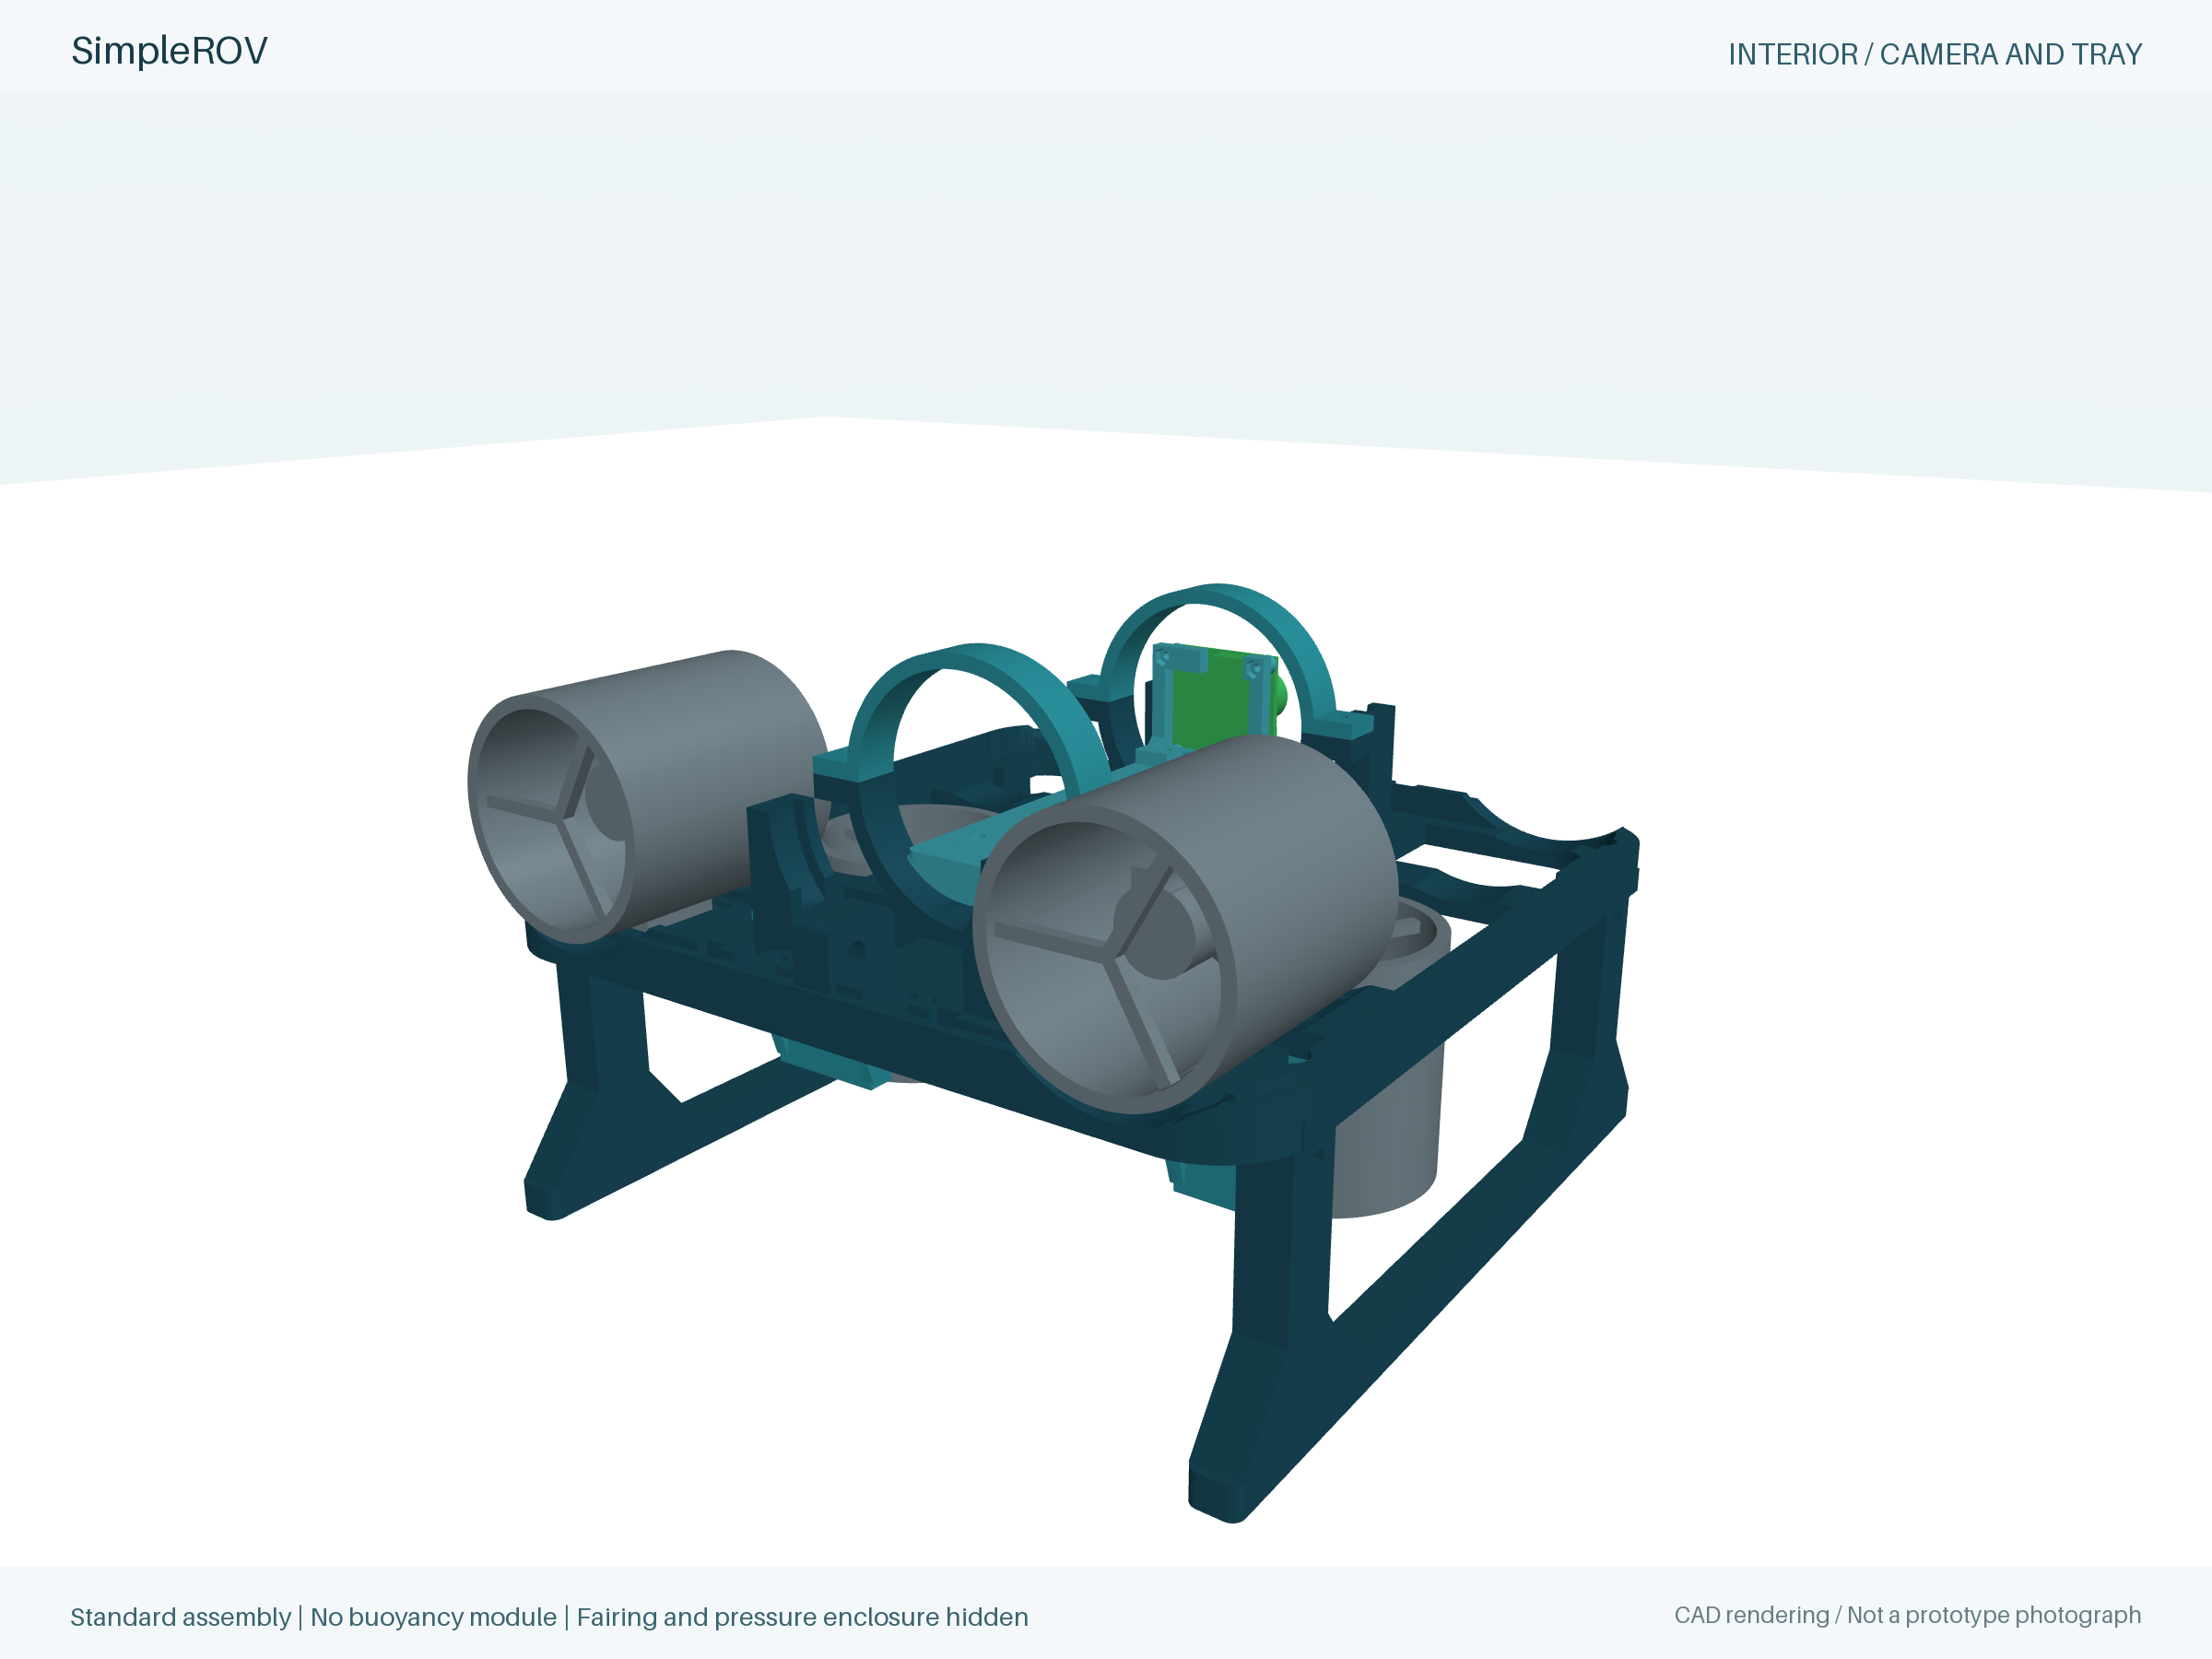 SimpleROV
INTERIOR / CAMERA AND TRAY
Standard assembly | No buoyancy module | Fairing and pressure enclosure hidden
CAD rendering / Not a prototype photograph